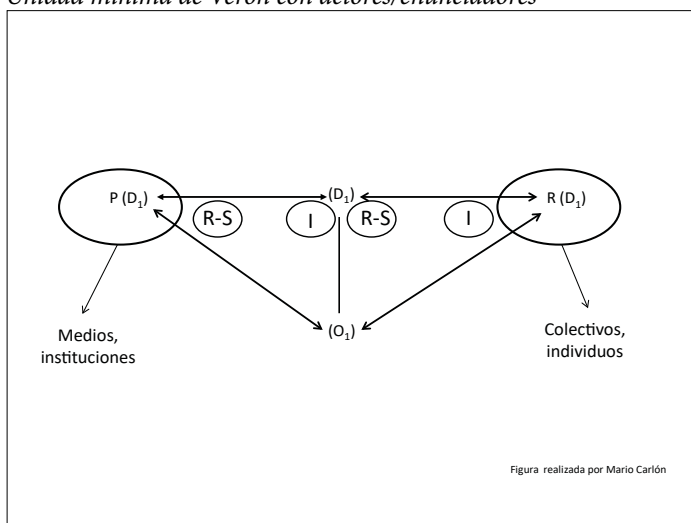 Unidad mínima de Verón con actores/enunciadores
P (D₁)
(D₁)
R (D₁)
R-S
I
R-S
I
(O₁)
Medios,
instituciones
Colectivos,
individuos
Figura realizada por Mario Carlón